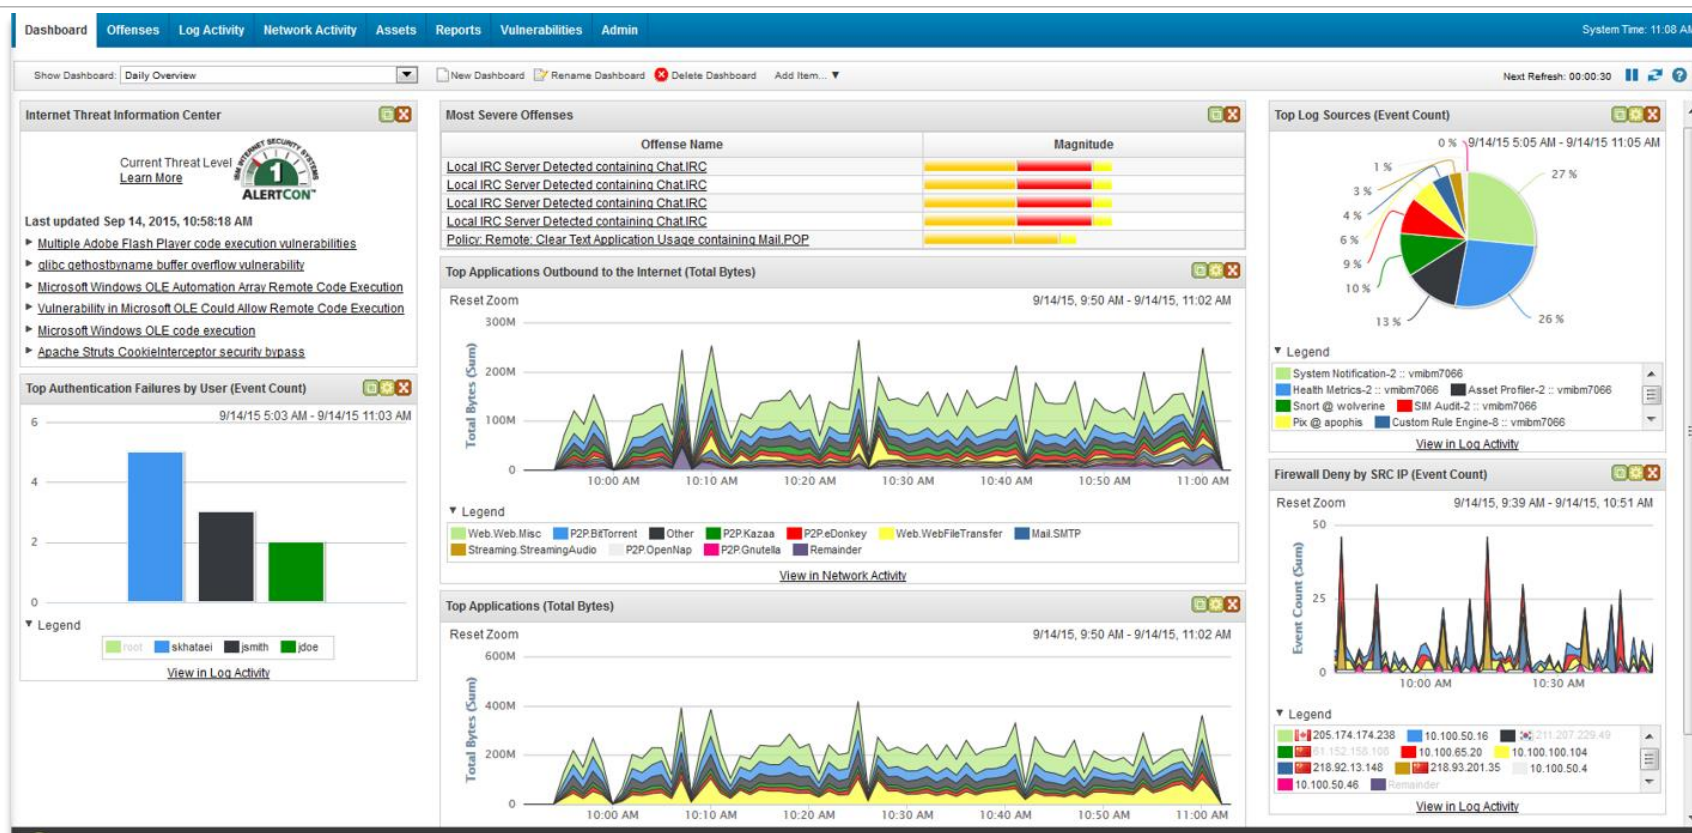 Dashboard Offenses Log Activity Network Activity Assets Reports Vulnerabilities Admin
System Time: 11:08 AM
Show Dashboard: Daily Overview
New Dashboard Rename Dashboard Delete Dashboard Add Item... ▼
Next Refresh: 00:00:30
Internet Threat Information Center
Current Threat Level
Learn More
1
ALERTCON™
Last updated Sep 14, 2015, 10:58:18 AM
Multiple Adobe Flash Player code execution vulnerabilities
glibc gethostbyname buffer overflow vulnerability
Microsoft Windows OLE Automation Array Remote Code Execution
Vulnerability in Microsoft OLE Could Allow Remote Code Execution
Microsoft Windows OLE code execution
Apache Struts CookieInterceptor security bypass
Top Authentication Failures by User (Event Count)
9/14/15 5:03 AM - 9/14/15 11:03 AM
6
4
2
0
▼ Legend
root skhataei jsmith jdoe
View in Log Activity
Most Severe Offenses
Offense Name Magnitude
Local IRC Server Detected containing Chat.IRC
Local IRC Server Detected containing Chat.IRC
Local IRC Server Detected containing Chat.IRC
Local IRC Server Detected containing Chat.IRC
Policy: Remote: Clear Text Application Usage containing Mail.POP
Top Applications Outbound to the Internet (Total Bytes)
Reset Zoom 9/14/15, 9:50 AM - 9/14/15, 11:02 AM
300M
200M
100M
0
Total Bytes (Sum)
10:00 AM 10:10 AM 10:20 AM 10:30 AM 10:40 AM 10:50 AM 11:00 AM
▼ Legend
Web.Web.Misc P2P.BitTorrent Other P2P.Kazaa P2P.eDonkey Web.WebFileTransfer Mail.SMTP
Streaming.StreamingAudio P2P.OpenNap P2P.Gnutella Remainder
View in Network Activity
Top Applications (Total Bytes)
Reset Zoom 9/14/15, 9:50 AM - 9/14/15, 11:02 AM
600M
400M
200M
0
Total Bytes (Sum)
10:00 AM 10:10 AM 10:20 AM 10:30 AM 10:40 AM 10:50 AM 11:00 AM
Top Log Sources (Event Count)
9/14/15 5:05 AM - 9/14/15 11:05 AM
0 %
1 %
3 %
4 %
6 %
9 %
10 %
13 %
26 %
27 %
▼ Legend
System Notification-2 :: vmibm7066
Health Metrics-2 :: vmibm7066 Asset Profiler-2 :: vmibm7066
Snort @ wolverine SIM Audit-2 :: vmibm7066
Pix @ apophis Custom Rule Engine-8 :: vmibm7066
View in Log Activity
Firewall Deny by SRC IP (Event Count)
Reset Zoom 9/14/15, 9:39 AM - 9/14/15, 10:51 AM
50
25
0
Event Count (Sum)
10:00 AM 10:30 AM
▼ Legend
205.174.174.238 10.100.50.16 211.207.229.49
10.100.65.20 10.100.100.104
218.92.13.148 218.93.201.35 10.100.50.4
10.100.50.46 Remainder
View in Log Activity